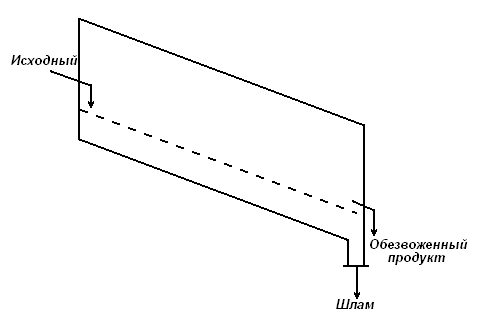 Исходный
Обезвоженный
продукт
Шлам